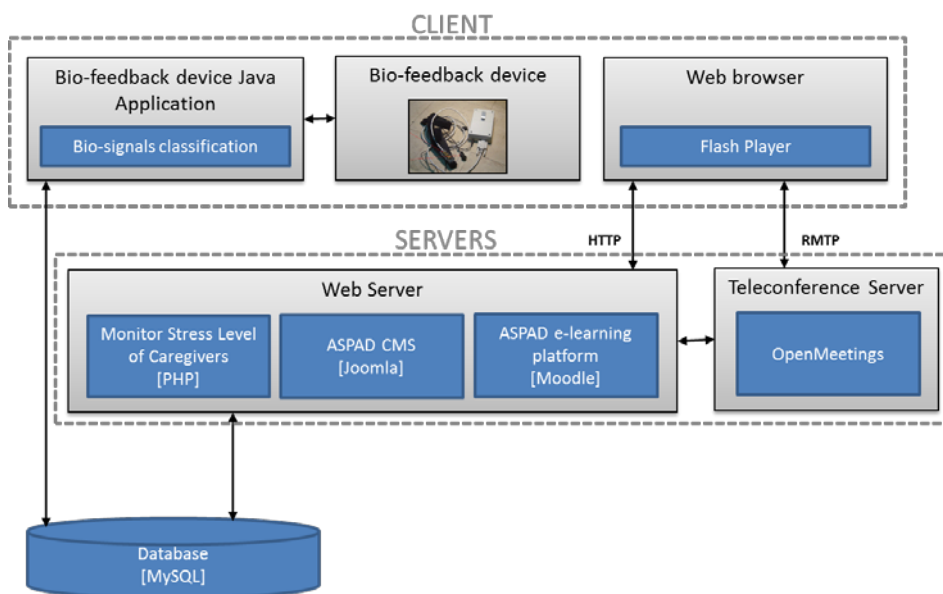 CLIENT
Bio-feedback device Java
Application
Bio-signals classification
Bio-feedback device
Web browser
Flash Player
HTTP
RMTP
SERVERS
Web Server
Monitor Stress Level
of Caregivers
[PHP]
ASPAD CMS
[Joomla]
ASPAD e-learning
platform
[Moodle]
Teleconference Server
OpenMeetings
Database
[MySQL]